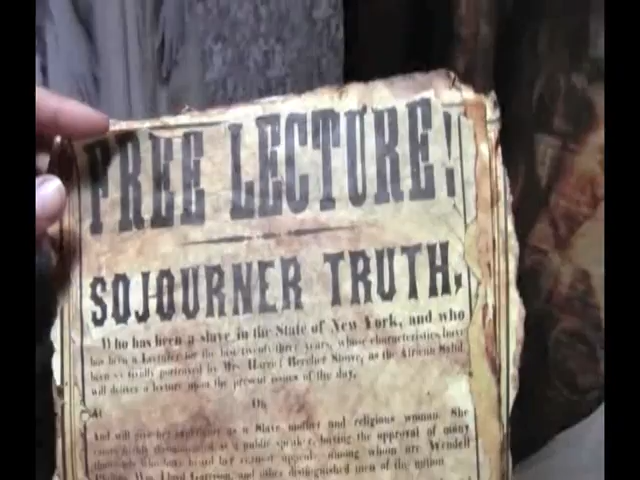 FREE LECTURE!
SOJOURNER TRUTH,
Who has been a slave in the State of New York, and who
has been a Lecturer for the last twenty three years, whose characteristics have
been so vividly portrayed by Mrs. Harriet Beecher Stowe, as the African Sybil,
will deliver a lecture upon the present issues of the day,
At
On
And will give her experience as a Slave mother and religious woman. She
comes highly recommended as a public speaker, having the approval of many
thousands who have heard her earnest appeals, among whom are Wendell
Phillips, Wm. Lloyd Garrison, and other distinguished men of the nation